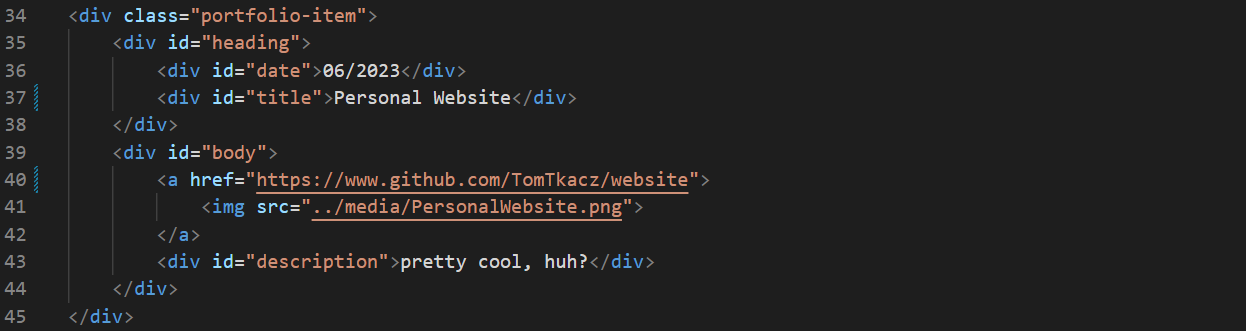 34 <div class="portfolio-item">
35     <div id="heading">
36         <div id="date">06/2023</div>
37         <div id="title">Personal Website</div>
38     </div>
39     <div id="body">
40         <a href="https://www.github.com/TomTkacz/website">
41             <img src="../media/PersonalWebsite.png">
42         </a>
43         <div id="description">pretty cool, huh?</div>
44     </div>
45 </div>